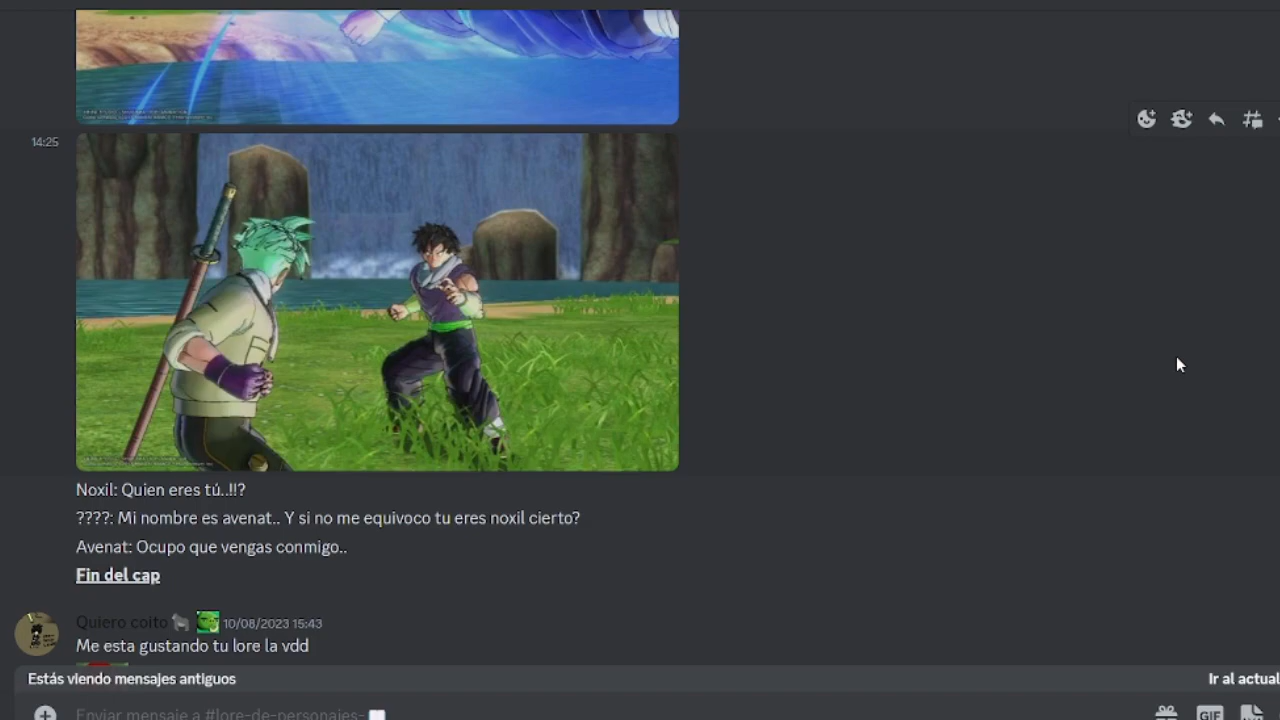 14:25
Noxil: Quien eres tú..!!?
????: Mi nombre es avenat.. Y si no me equivoco tu eres noxil cierto?
Avenat: Ocupo que vengas conmigo..
Fin del cap
Quiero coito 10/08/2023 15:43
Me esta gustando tu lore la vdd
Estás viendo mensajes antiguos Ir al actual
Enviar mensaje a #lore-de-personajes-
GIF